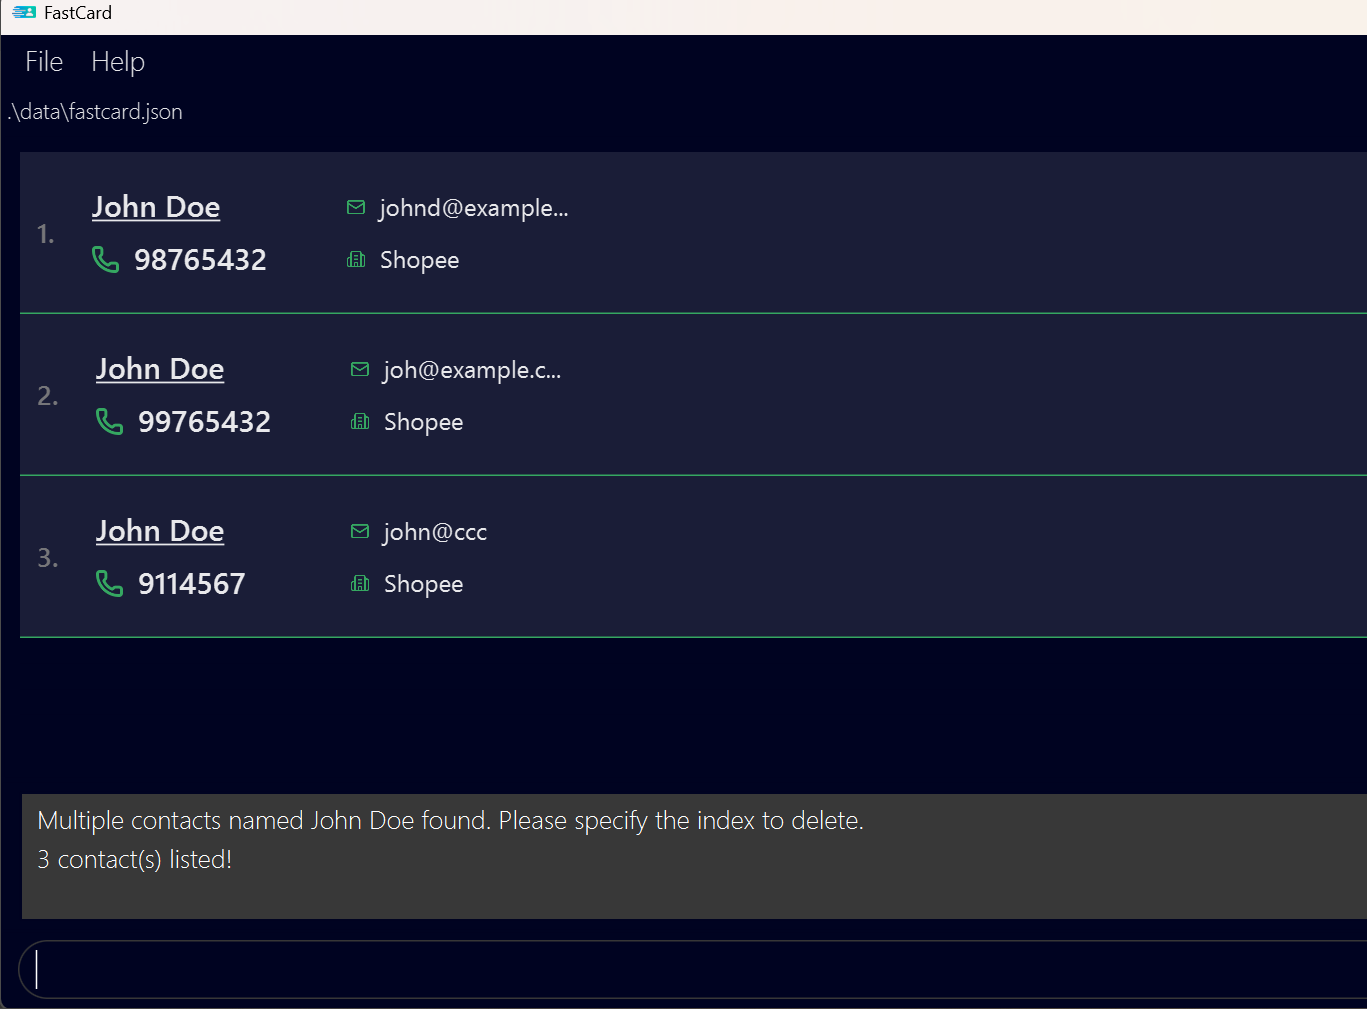 FastCard
File Help
.\data\fastcard.json
1.
John Doe
johnd@example...
98765432
Shopee
2.
John Doe
joh@example.c...
99765432
Shopee
3.
John Doe
john@ccc
9114567
Shopee
Multiple contacts named John Doe found. Please specify the index to delete.
3 contact(s) listed!